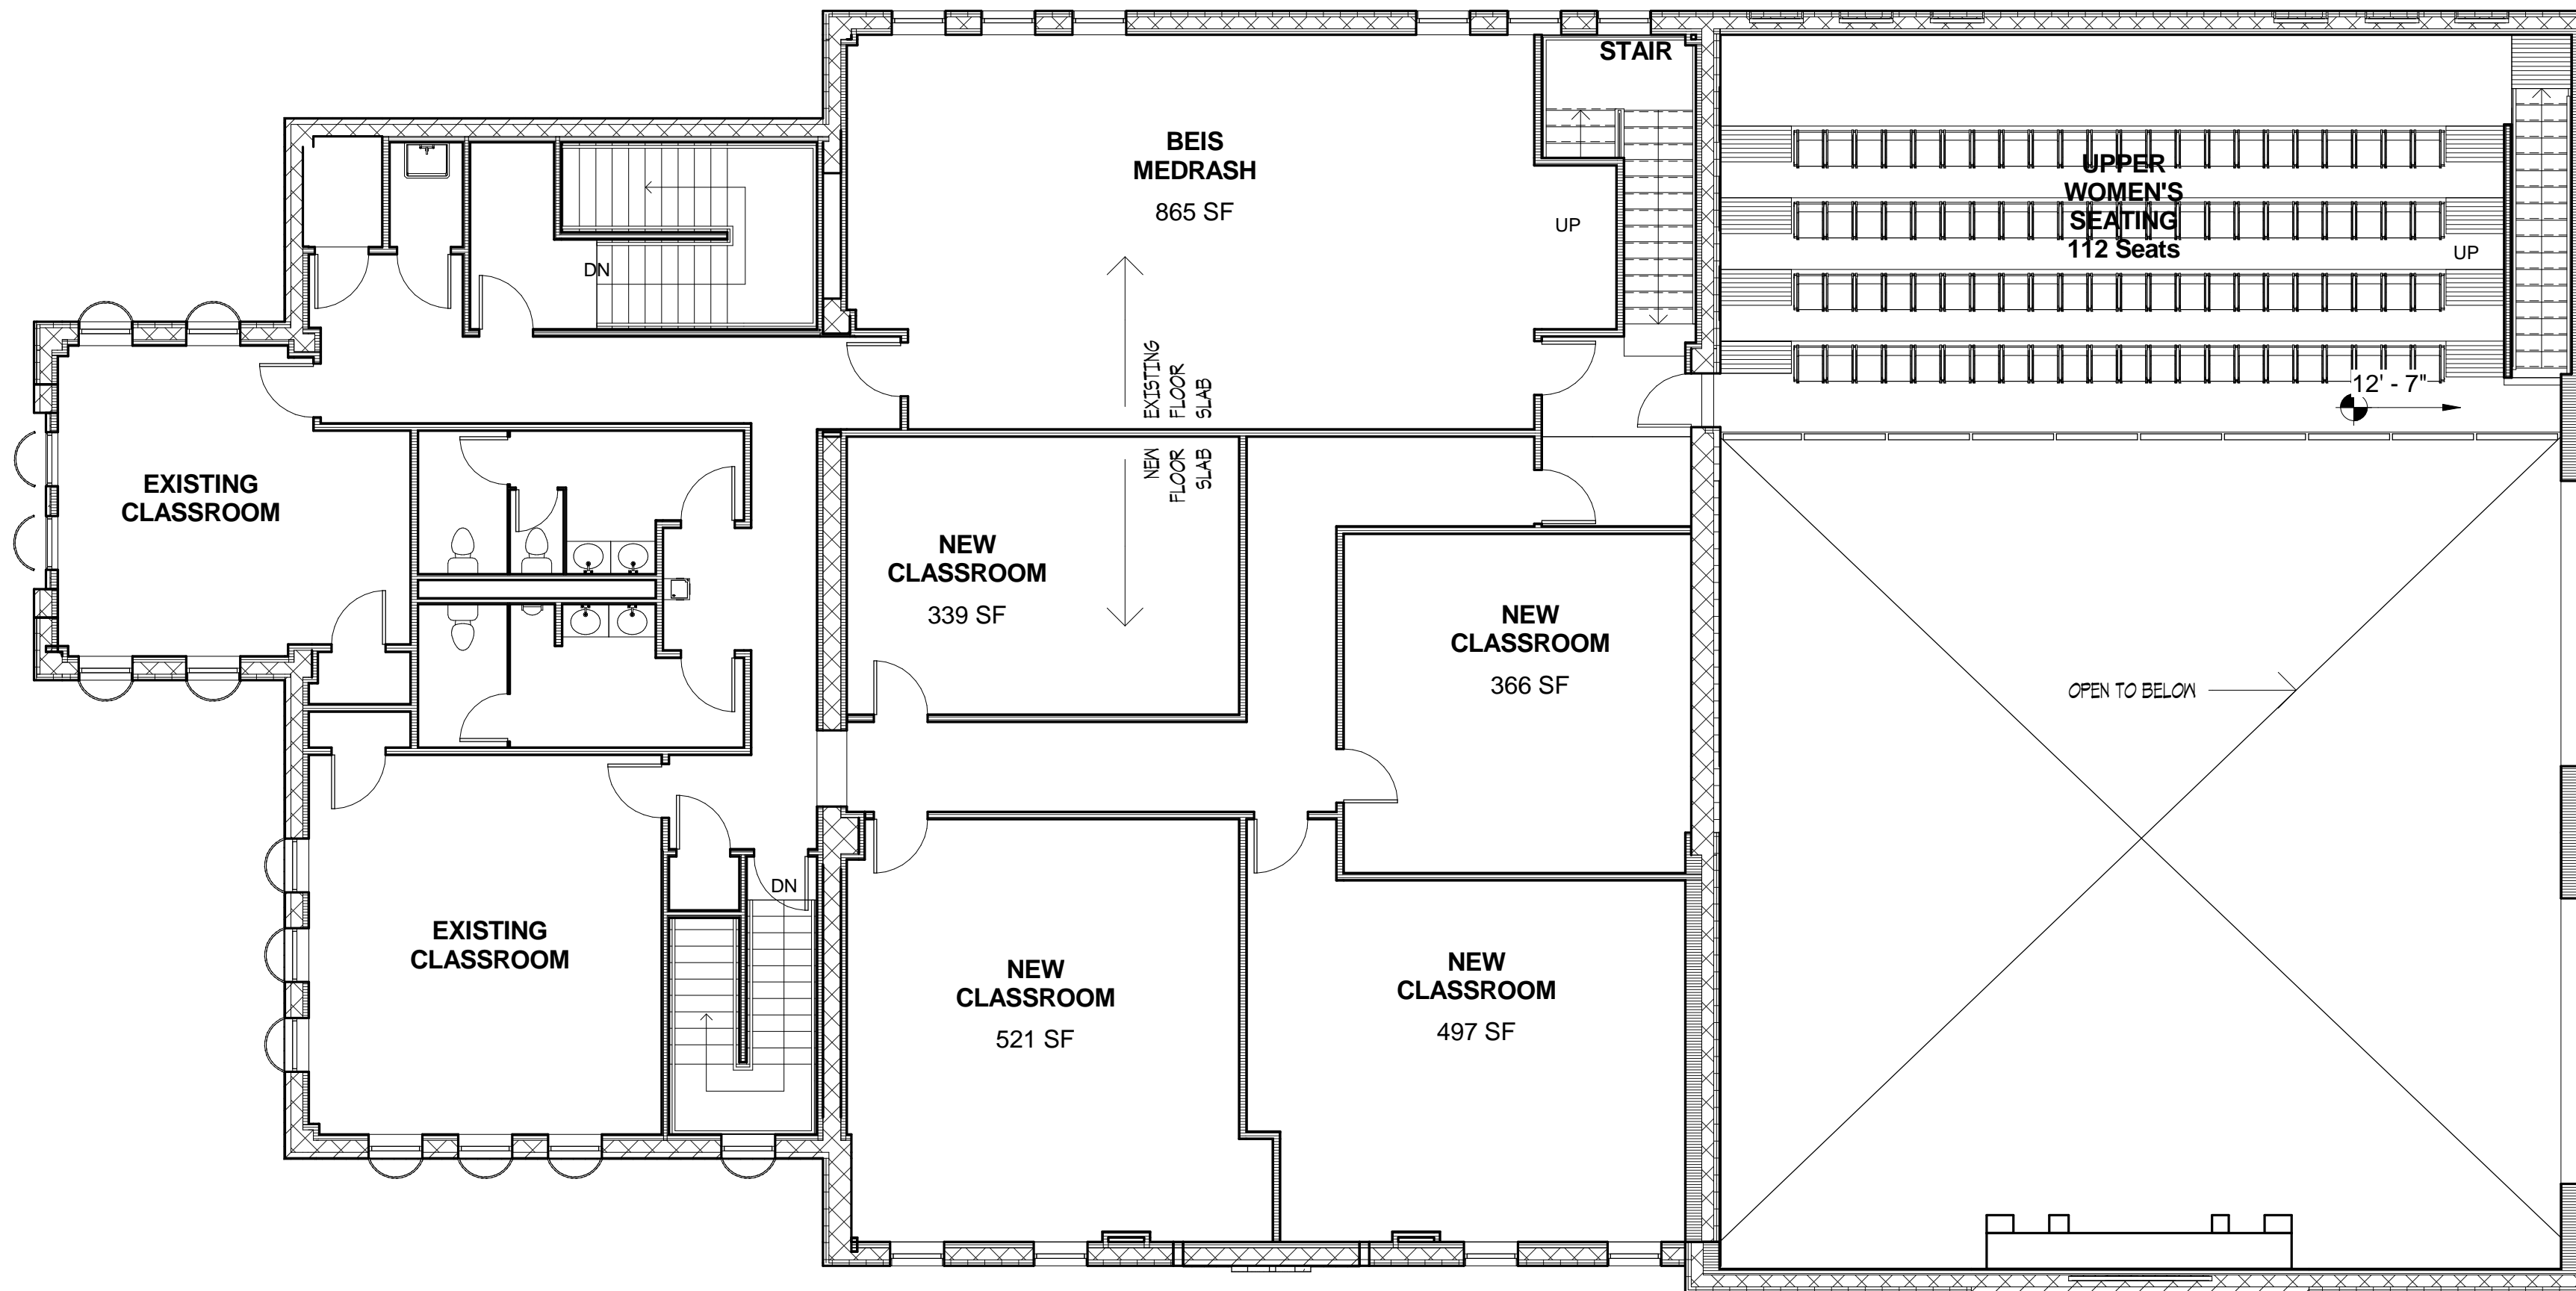 STAIR
BEIS
MEDRASH
865 SF
UP
UPPER
WOMEN'S
SEATING
112 Seats
UP
DN
12' - 7"
EXISTING
FLOOR
SLAB
NEW
FLOOR
SLAB
EXISTING
CLASSROOM
NEW
CLASSROOM
339 SF
NEW
CLASSROOM
366 SF
OPEN TO BELOW
DN
EXISTING
CLASSROOM
NEW
CLASSROOM
521 SF
NEW
CLASSROOM
497 SF